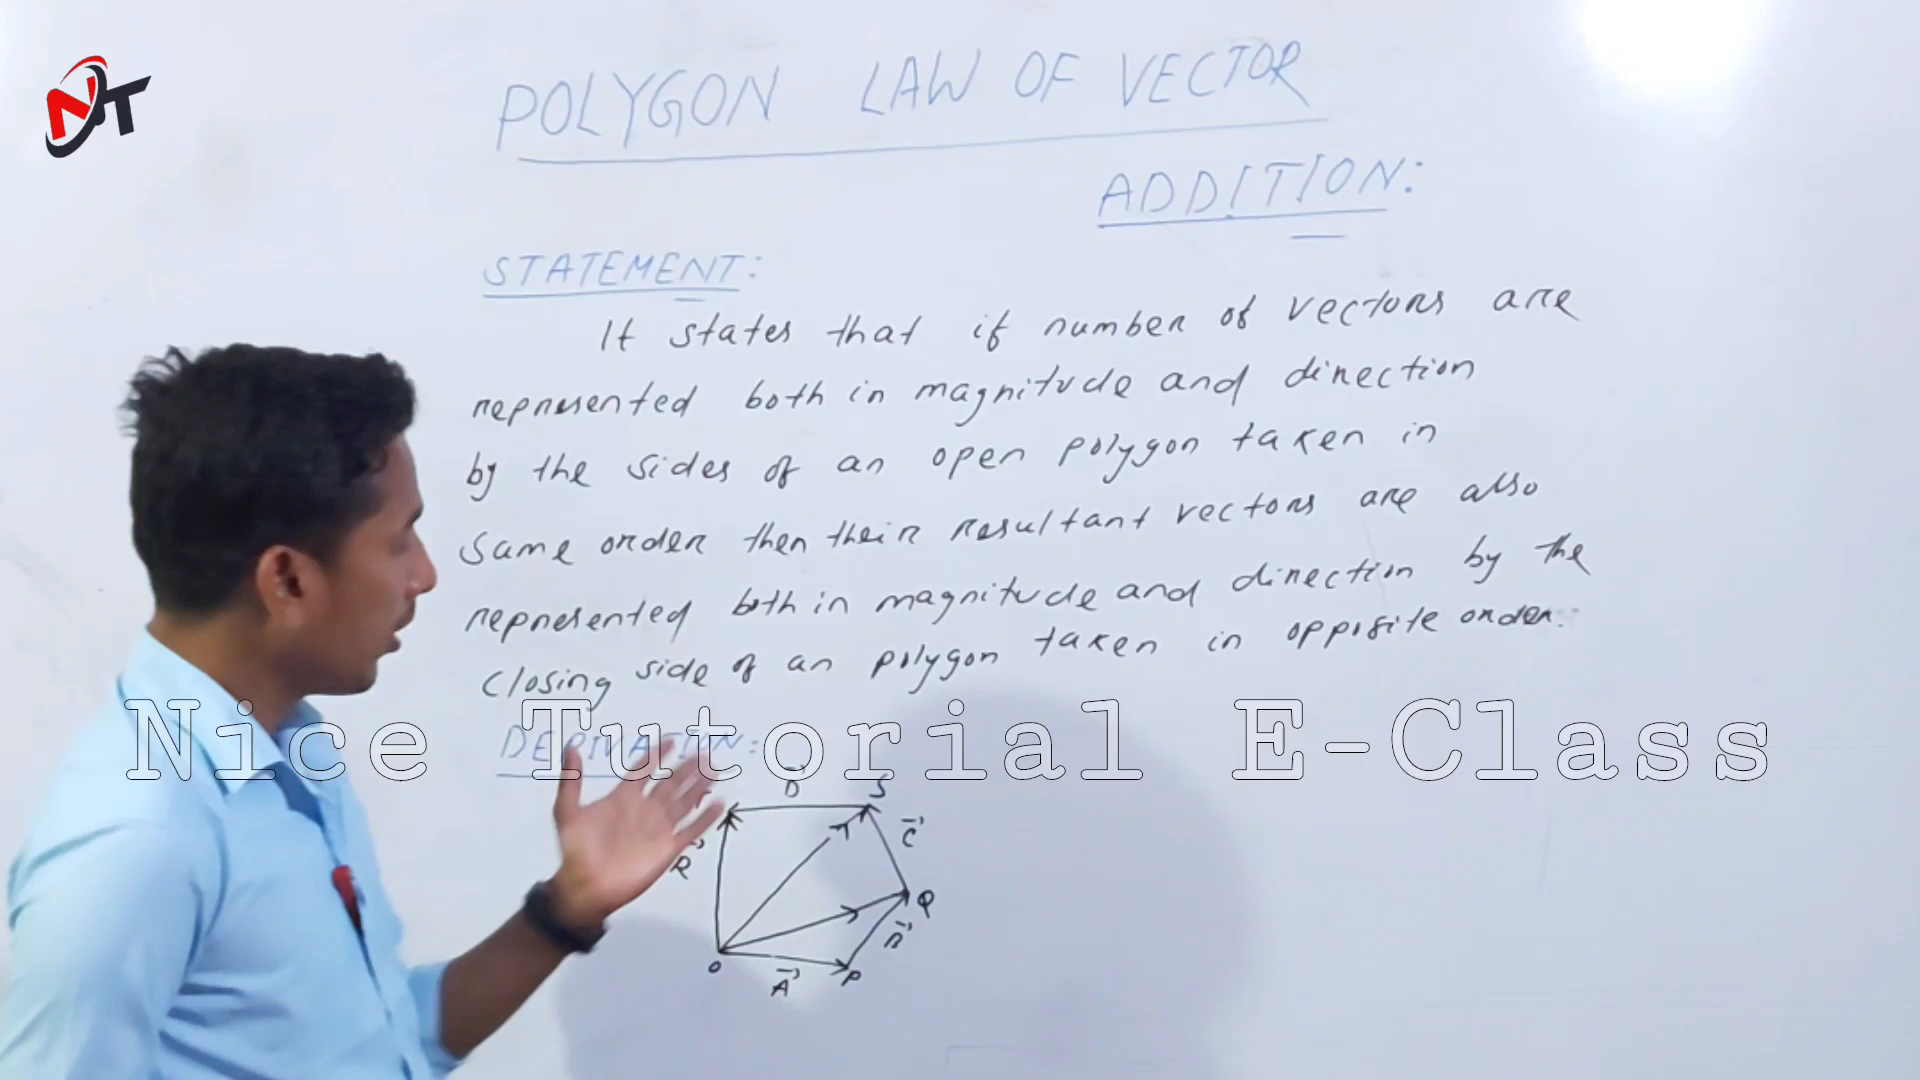 NT
POLYGON LAW OF VECTOR
ADDITION:
STATEMENT:
It states that if number of vectors are
represented both in magnitude and direction
by the sides of an open polygon taken in
same order then their resultant vectors are also
represented both in magnitude and direction by the
closing side of an polygon taken in opposite order.
Nice Tutorial E-Class
DERIVATION:
D⃗ S
C⃗
R⃗
Q
B⃗
O A⃗ P